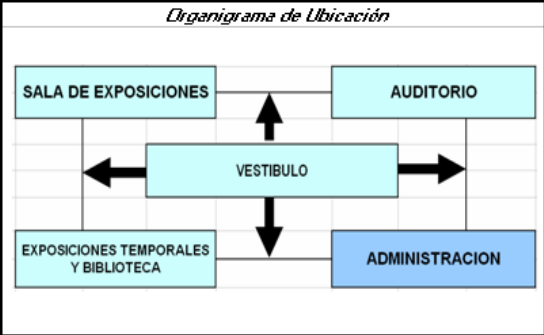 Organigrama de Ubicación
SALA DE EXPOSICIONES
AUDITORIO
VESTIBULO
EXPOSICIONES TEMPORALES
Y BIBLIOTECA
ADMINISTRACION